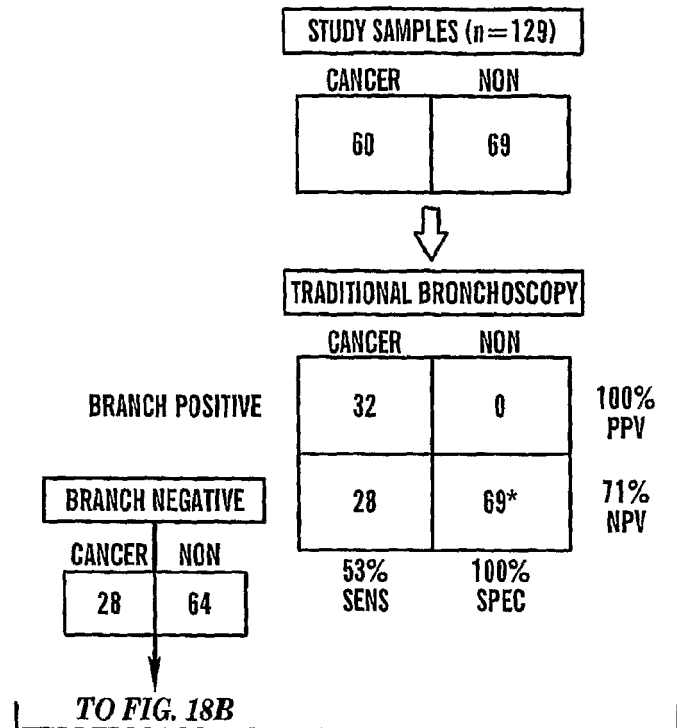 STUDY SAMPLES (n=129)
CANCER NON
60 69
TRADITIONAL BRONCHOSCOPY
CANCER NON
BRANCH POSITIVE 32 0 100%
PPV
28 69* 71%
NPV
53% 100%
SENS SPEC
BRANCH NEGATIVE
CANCER NON
28 64
TO FIG. 18B